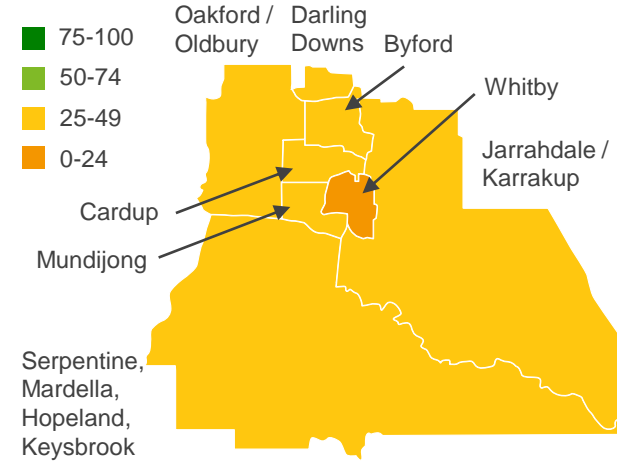 75-100
50-74
25-49
0-24
Oakford /
Oldbury
Darling
Downs
Byford
Whitby
Jarrahdale /
Karrakup
Cardup
Mundijong
Serpentine,
Mardella,
Hopeland,
Keysbrook